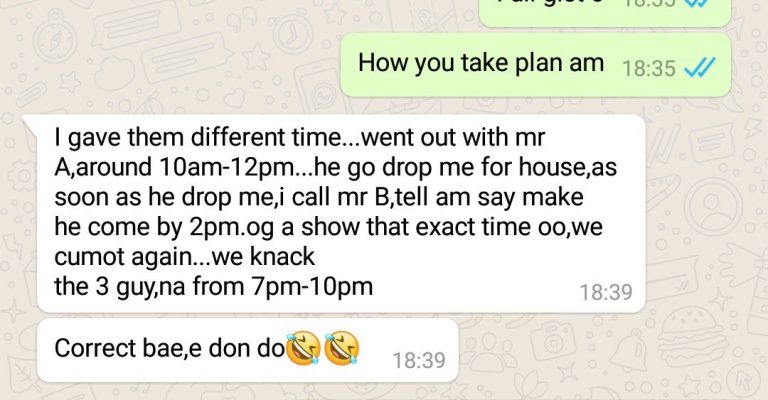 18:35
How you take plan am 18:35
I gave them different time...went out with mr
A,around 10am-12pm...he go drop me for house,as
soon as he drop me,i call mr B,tell am say make
he come by 2pm.og a show that exact time oo,we
cumot again...we knack
the 3 guy,na from 7pm-10pm
18:39
Correct bae,e don do🤣🤣 18:39